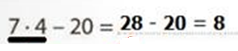 7 · 4 – 20 = 28 - 20 = 8